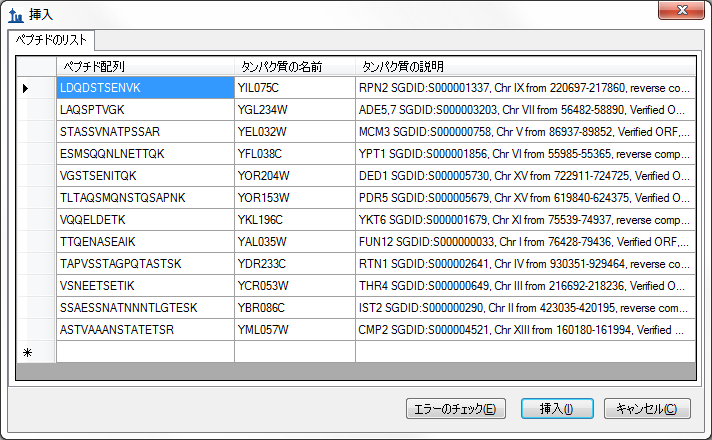 挿入
ペプチドのリスト
ペプチド配列 タンパク質の名前 タンパク質の説明
LDQDSTSENVK YIL075C RPN2 SGDID:S000001337, Chr IX from 220697-217860, reverse co...
LAQSPTVGK YGL234W ADE5,7 SGDID:S000003203, Chr VII from 56482-58890, Verified O...
STASSVNATPSSAR YEL032W MCM3 SGDID:S000000758, Chr V from 86937-89852, Verified ORF,...
ESMSQQNLNETTQK YFL038C YPT1 SGDID:S000001856, Chr VI from 55985-55365, reverse comp...
VGSTSENITQK YOR204W DED1 SGDID:S000005730, Chr XV from 722911-724725, Verified O...
TLTAQSMQNSTQSAPNK YOR153W PDR5 SGDID:S000005679, Chr XV from 619840-624375, Verified O...
VQQELDETK YKL196C YKT6 SGDID:S000001679, Chr XI from 75539-74937, reverse compl...
TTQENASEAIK YAL035W FUN12 SGDID:S000000033, Chr I from 76428-79436, Verified ORF,...
TAPVSSTAGPQTASTSK YDR233C RTN1 SGDID:S000002641, Chr IV from 930351-929464, reverse co...
VSNEETSETIK YCR053W THR4 SGDID:S000000649, Chr III from 216692-218236, Verified O...
SSAESSNATNNNTLGTESK YBR086C IST2 SGDID:S000000290, Chr II from 423035-420195, reverse com...
ASTVAAANSTATETSR YML057W CMP2 SGDID:S000004521, Chr XIII from 160180-161994, Verified ...
エラーのチェック(E) 挿入(I) キャンセル(C)